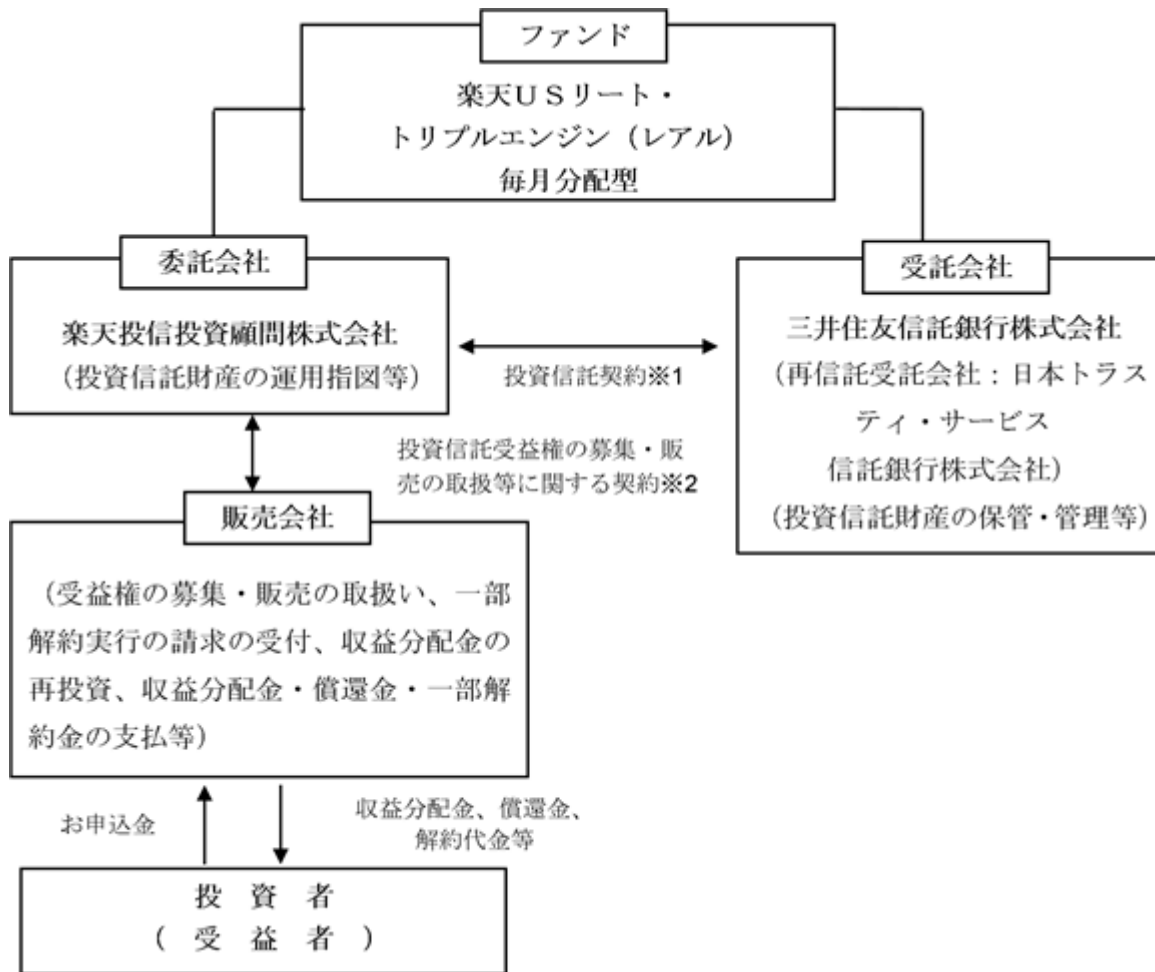 ファンド
楽天ＵＳリート・
トリプルエンジン（レアル）
毎月分配型
委託会社
楽天投信投資顧問株式会社
（投資信託財産の運用指図等）
投資信託契約※1
受託会社
三井住友信託銀行株式会社
（再信託受託会社：日本トラス
ティ・サービス
信託銀行株式会社）
（投資信託財産の保管・管理等）
投資信託受益権の募集・販
売の取扱等に関する契約※2
販売会社
（受益権の募集・販売の取扱い、一部
解約実行の請求の受付、収益分配金の
再投資、収益分配金・償還金・一部解
約金の支払等）
お申込金
収益分配金、償還金、
解約代金等
投　資　者
（　受　益　者　）